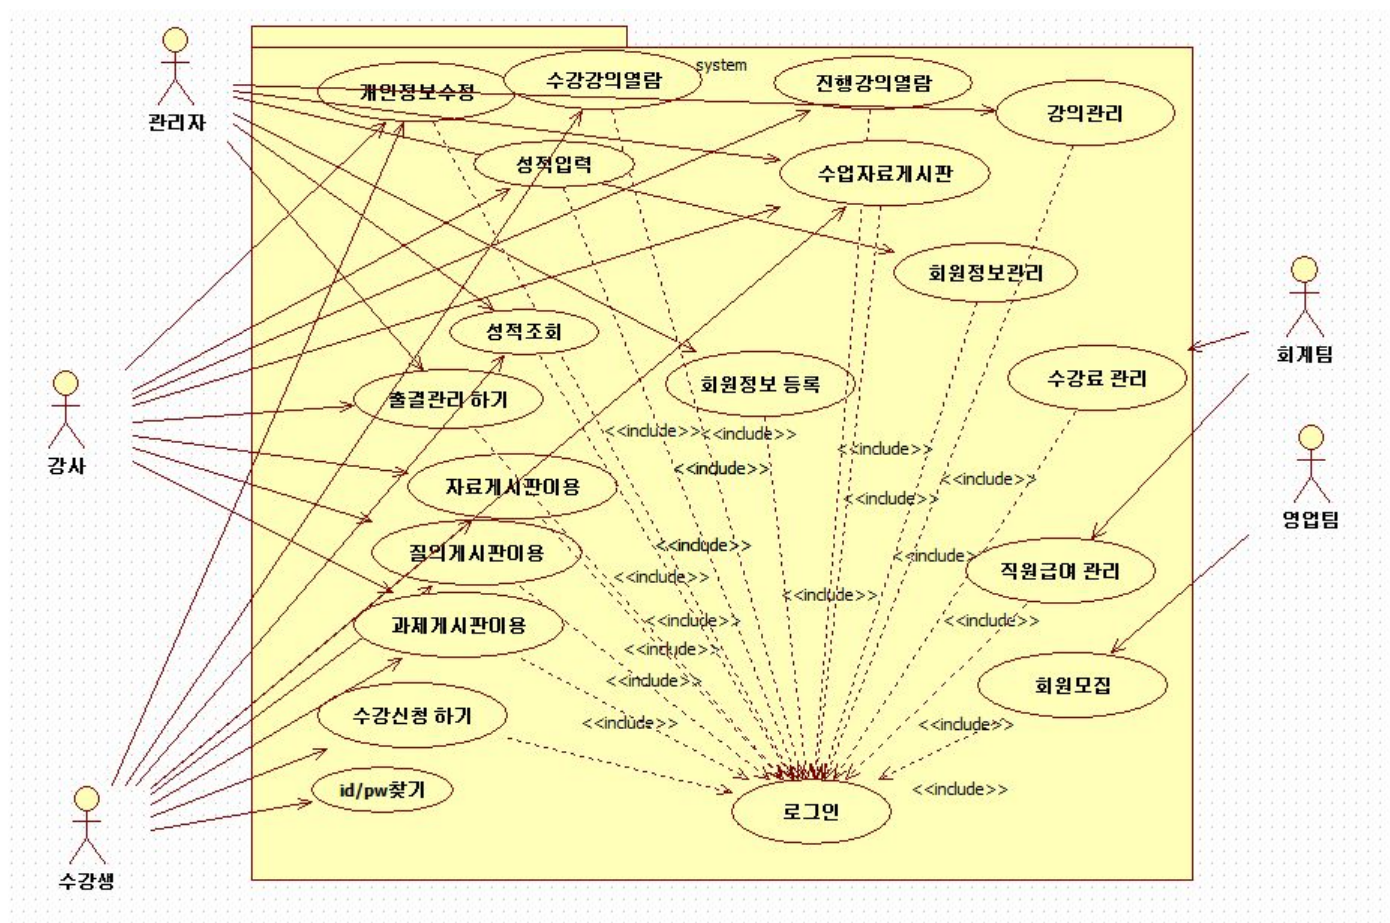 system
개인정보수정
수강강의열람
진행강의열람
강의관리
관리자
성적입력
수업자료게시판
회원정보관리
회계팀
성적조회
회원정보 등록
수강료 관리
출결관리 하기
강사
<<include>>
<<include>>
<<include>>
<<include>>
<<include>>
<<include>>
자료게시판이용
<<include>>
영업팀
<<include>>
질의게시판이용
<<include>>
직원급여 관리
<<include>>
<<include>>
과제게시판이용
<<include>>
<<include>>
<<include>>
<<include>>
회원모집
수강신청 하기
<<include>>
<<include>>
id/pw찾기
<<include>>
로그인
수강생